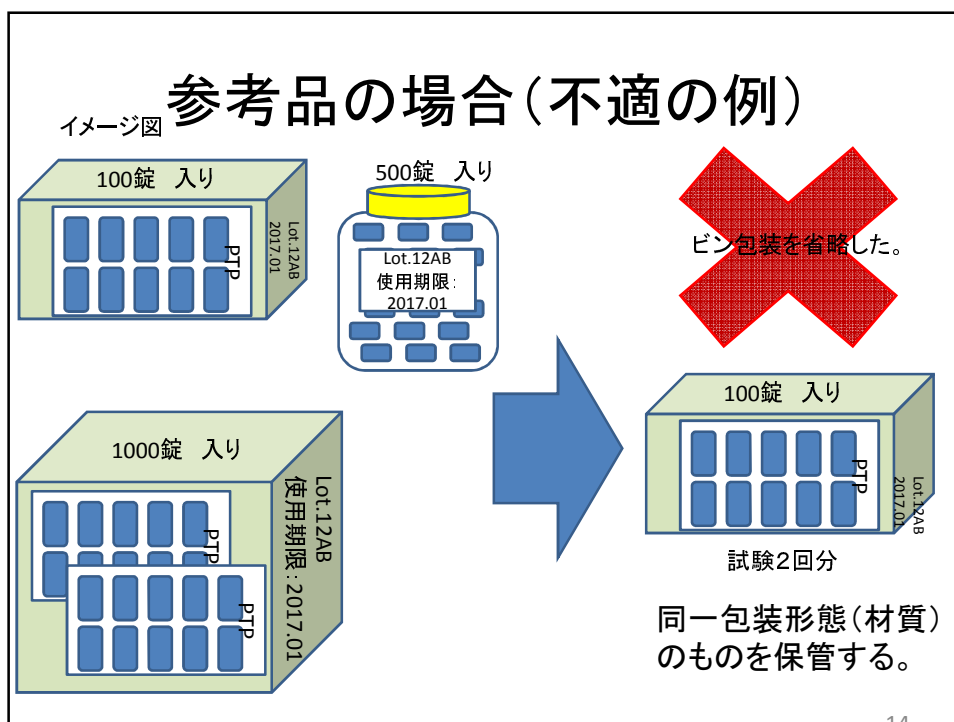 参考品の場合（不適の例）
イメージ図
100錠　入り
PTP
Lot.12AB
2017.01
500錠　入り
Lot.12AB
使用期限：
2017.01
ビン包装を省略した。
1000錠　入り
PTP
PTP
Lot.12AB
使用期限：2017.01
100錠　入り
PTP
Lot.12AB
2017.01
試験２回分
同一包装形態（材質）
のものを保管する。
14